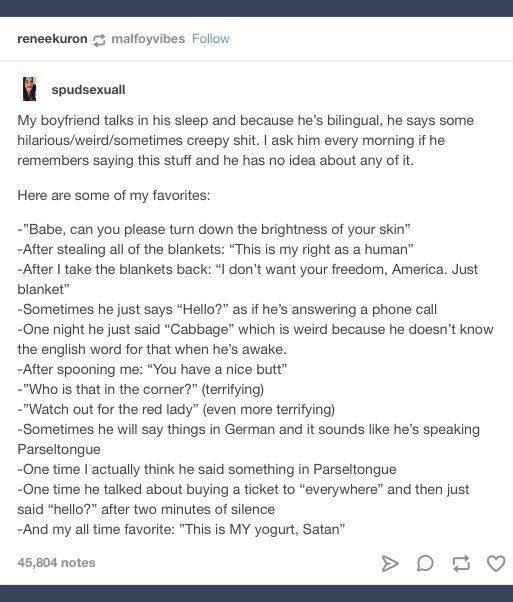 reneekuron malfoyvibes Follow
spudsexuall
My boyfriend talks in his sleep and because he's bilingual, he says some
hilarious/weird/sometimes creepy shit. I ask him every morning if he
remembers saying this stuff and he has no idea about any of it.
Here are some of my favorites:
-"Babe, can you please turn down the brightness of your skin"
-After stealing all of the blankets: "This is my right as a human"
-After I take the blankets back: "I don't want your freedom, America. Just
blanket"
-Sometimes he just says "Hello?" as if he's answering a phone call
-One night he just said "Cabbage" which is weird because he doesn't know
the english word for that when he's awake.
-After spooning me: "You have a nice butt"
-"Who is that in the corner?" (terrifying)
-"Watch out for the red lady" (even more terrifying)
-Sometimes he will say things in German and it sounds like he's speaking
Parseltongue
-One time I actually think he said something in Parseltongue
-One time he talked about buying a ticket to "everywhere" and then just
said "hello?" after two minutes of silence
-And my all time favorite: "This is MY yogurt, Satan"
45,804 notes